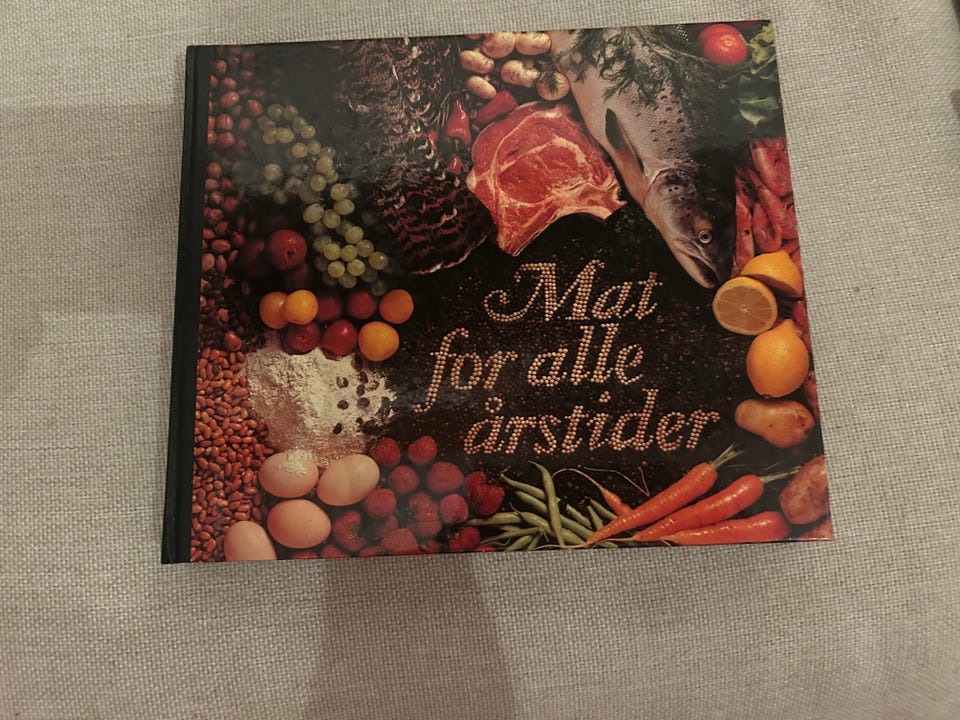 Mat
for alle
årstider